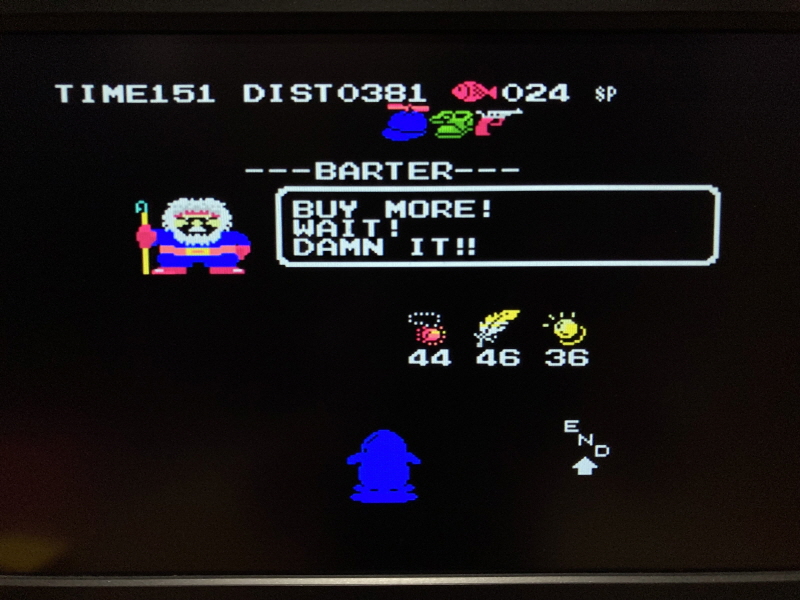 TIME151 DIST0381 024 SP
---BARTER---
BUY MORE!
WAIT!
DAMN IT!!
44 46 36
END